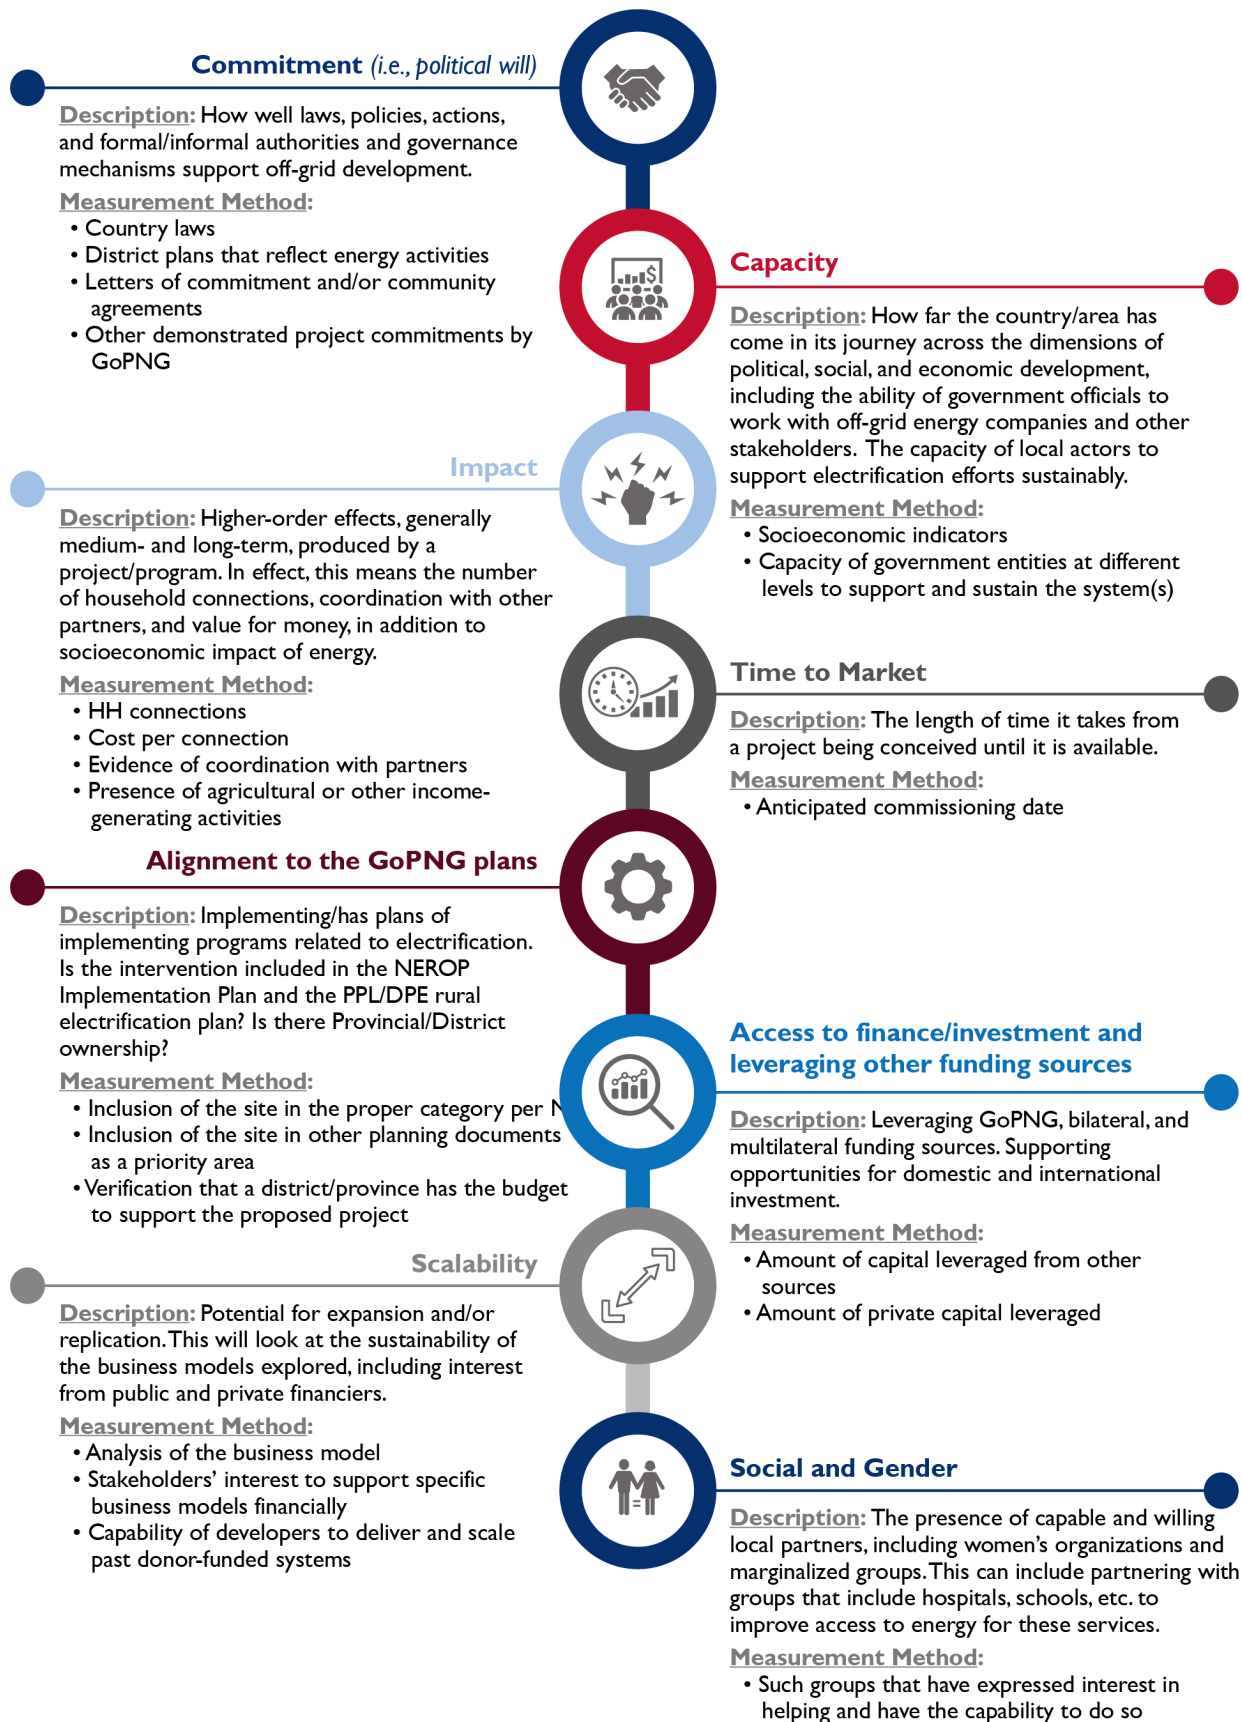 Commitment (i.e., political will)
Description: How well laws, policies, actions,
and formal/informal authorities and governance
mechanisms support off-grid development.
Measurement Method:
• Country laws
• District plans that reflect energy activities
• Letters of commitment and/or community
agreements
• Other demonstrated project commitments by
GoPNG
Capacity
Description: How far the country/area has
come in its journey across the dimensions of
political, social, and economic development,
including the ability of government officials to
work with off-grid energy companies and other
stakeholders. The capacity of local actors to
support electrification efforts sustainably.
Measurement Method:
• Socioeconomic indicators
• Capacity of government entities at different
levels to support and sustain the system(s)
Impact
Description: Higher-order effects, generally
medium- and long-term, produced by a
project/program. In effect, this means the number
of household connections, coordination with other
partners, and value for money, in addition to
socioeconomic impact of energy.
Measurement Method:
• HH connections
• Cost per connection
• Evidence of coordination with partners
• Presence of agricultural or other income-
generating activities
Time to Market
Description: The length of time it takes from
a project being conceived until it is available.
Measurement Method:
• Anticipated commissioning date
Alignment to the GoPNG plans
Description: Implementing/has plans of
implementing programs related to electrification.
Is the intervention included in the NEROP
Implementation Plan and the PPL/DPE rural
electrification plan? Is there Provincial/District
ownership?
Measurement Method:
• Inclusion of the site in the proper category per
• Inclusion of the site in other planning documents
as a priority area
• Verification that a district/province has the budget
to support the proposed project
Access to finance/investment and
leveraging other funding sources
Description: Leveraging GoPNG, bilateral, and
multilateral funding sources. Supporting
opportunities for domestic and international
investment.
Measurement Method:
• Amount of capital leveraged from other
sources
• Amount of private capital leveraged
Scalability
Description: Potential for expansion and/or
replication. This will look at the sustainability of
the business models explored, including interest
from public and private financiers.
Measurement Method:
• Analysis of the business model
• Stakeholders' interest to support specific
business models financially
• Capability of developers to deliver and scale
past donor-funded systems
Social and Gender
Description: The presence of capable and willing
local partners, including women's organizations and
marginalized groups. This can include partnering with
groups that include hospitals, schools, etc. to
improve access to energy for these services.
Measurement Method:
• Such groups that have expressed interest in
helping and have the capability to do so